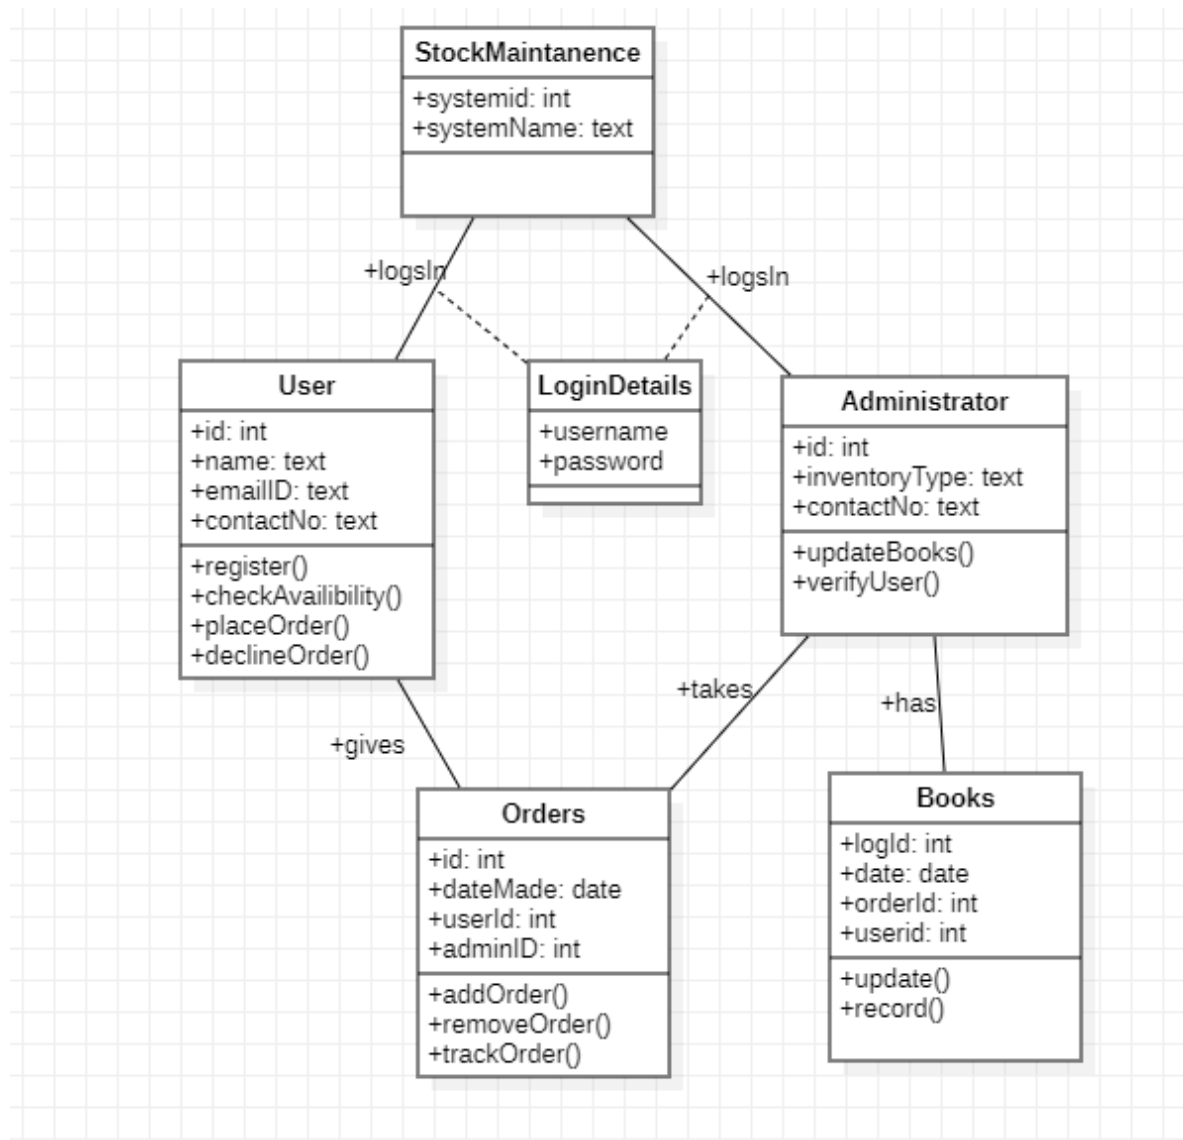 StockMaintanence
+systemid: int
+systemName: text
+logsIn
+logsIn
User
+id: int
+name: text
+emailID: text
+contactNo: text
+register()
+checkAvailibility()
+placeOrder()
+declineOrder()
LoginDetails
+username
+password
Administrator
+id: int
+inventoryType: text
+contactNo: text
+updateBooks()
+verifyUser()
+gives
+takes
+has
Orders
+id: int
+dateMade: date
+userId: int
+adminID: int
+addOrder()
+removeOrder()
+trackOrder()
Books
+logId: int
+date: date
+orderId: int
+userid: int
+update()
+record()